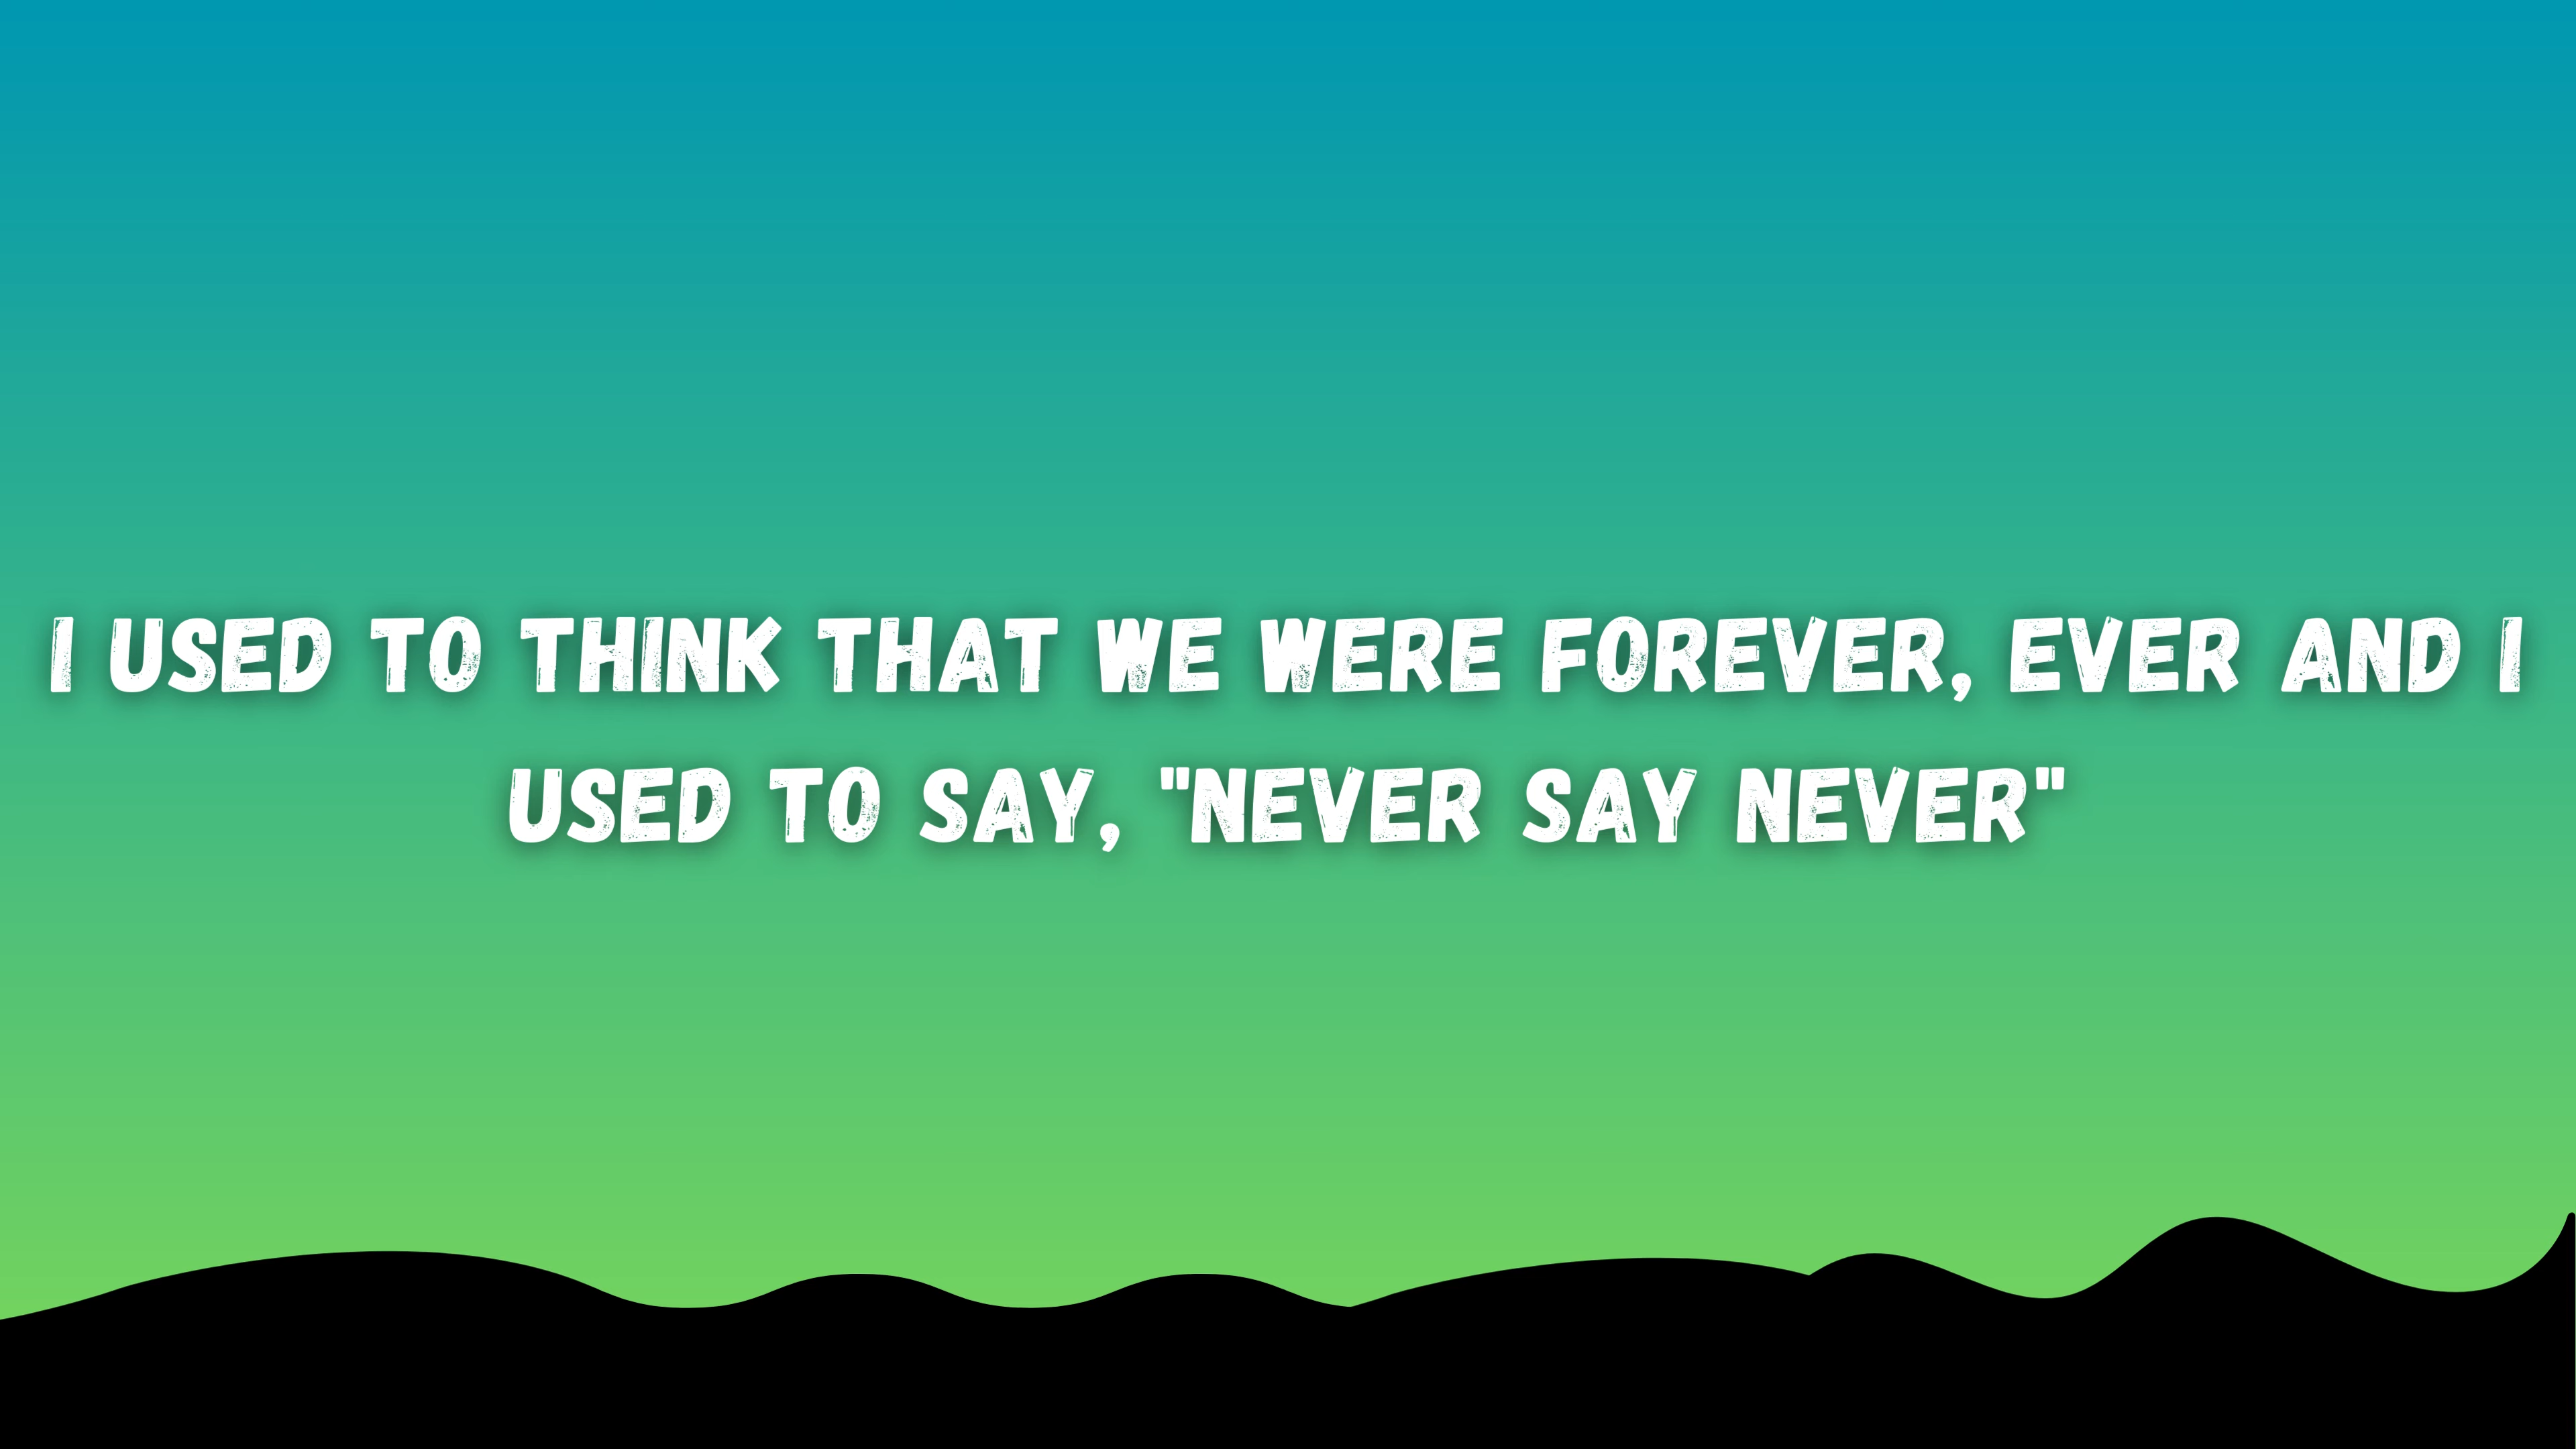 I USED TO THINK THAT WE WERE FOREVER, EVER AND I
USED TO SAY, "NEVER SAY NEVER"